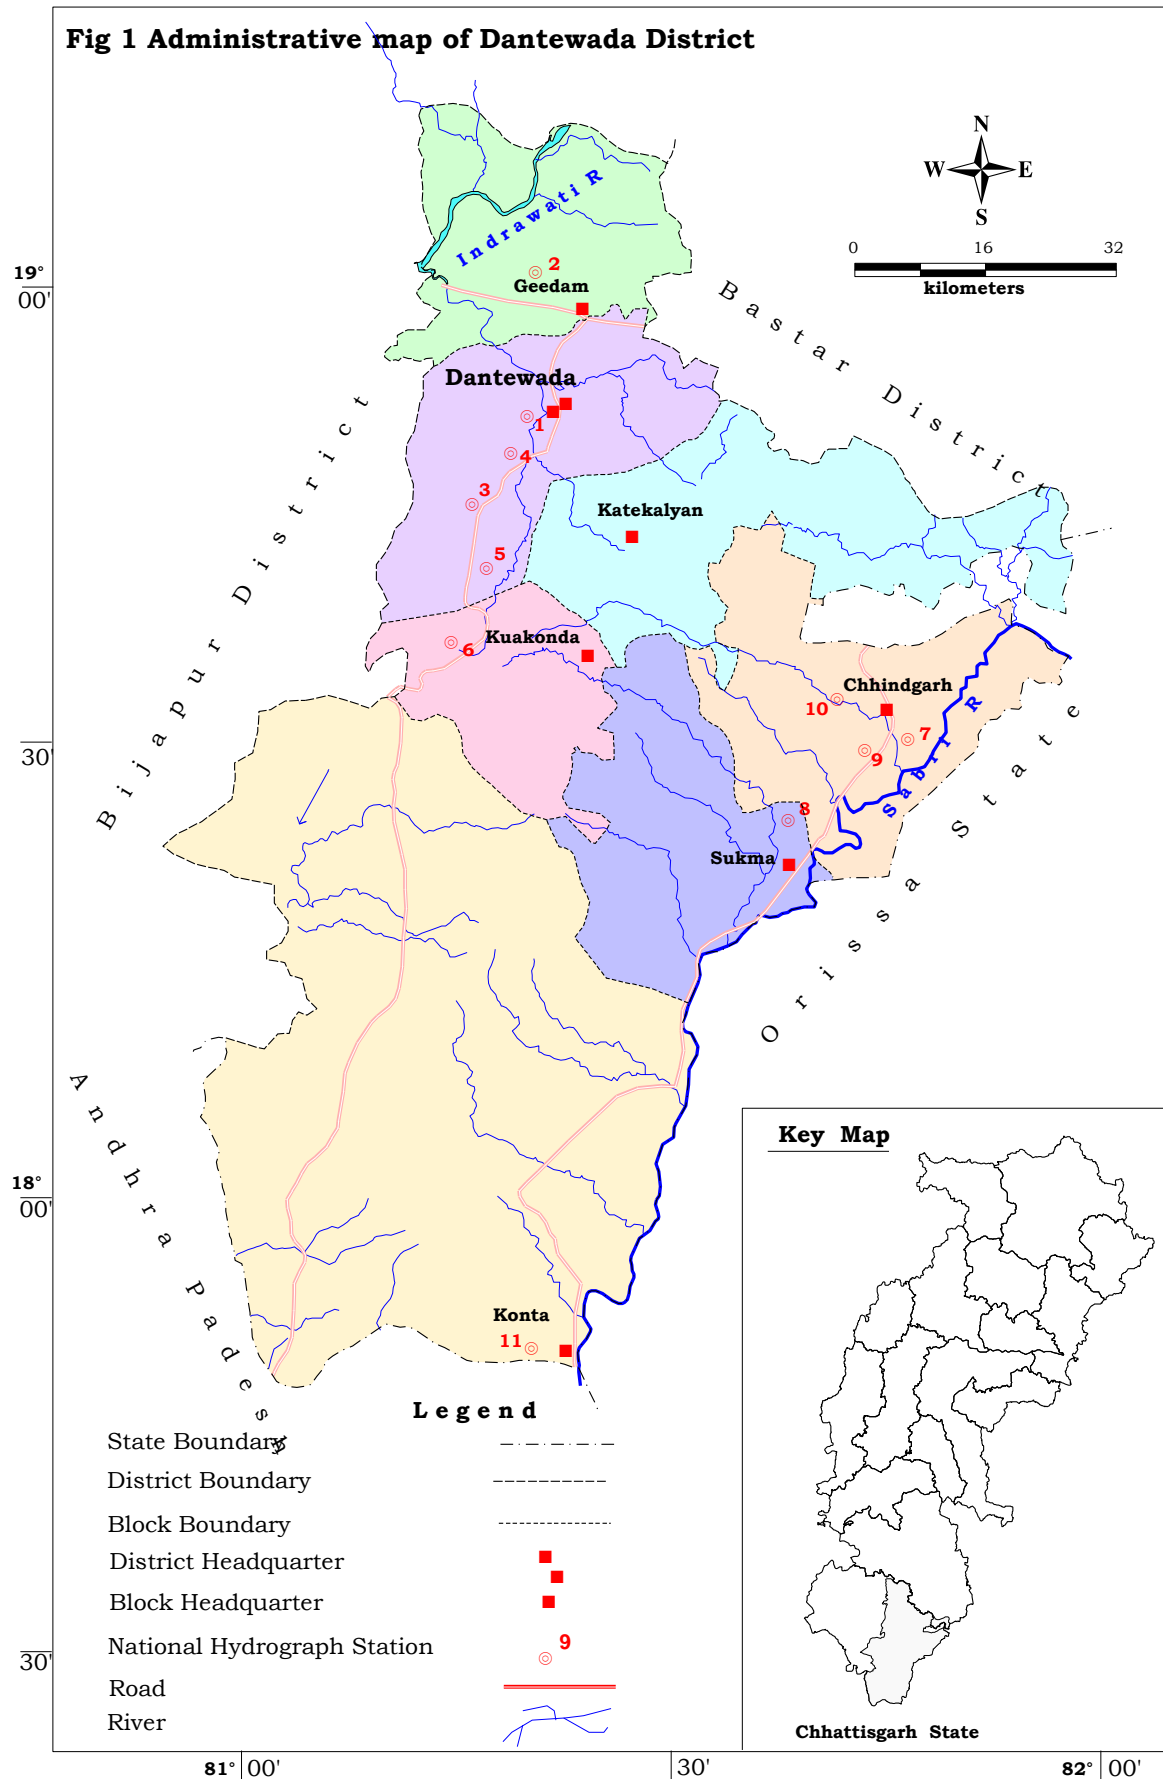 Fig 1 Administrative map of Dantewada District
N
W E
S
0 16 32
kilometers
19°
00'
Indrawati R
2
Geedam
Bastar District
Dantewada
1
4
3
5
Katekalyan
Bijapur District
Kuakonda
6
Chhindgarh
10
7
9
30'
Sabri R
8
Sukma
Orissa State
Andhra Padesh
18°
00'
Konta
11
Key Map
Chhattisgarh State
Legend
State Boundary
District Boundary
Block Boundary
District Headquarter
Block Headquarter
National Hydrograph Station 9
Road
River
30'
81° 00' 30' 82° 00'